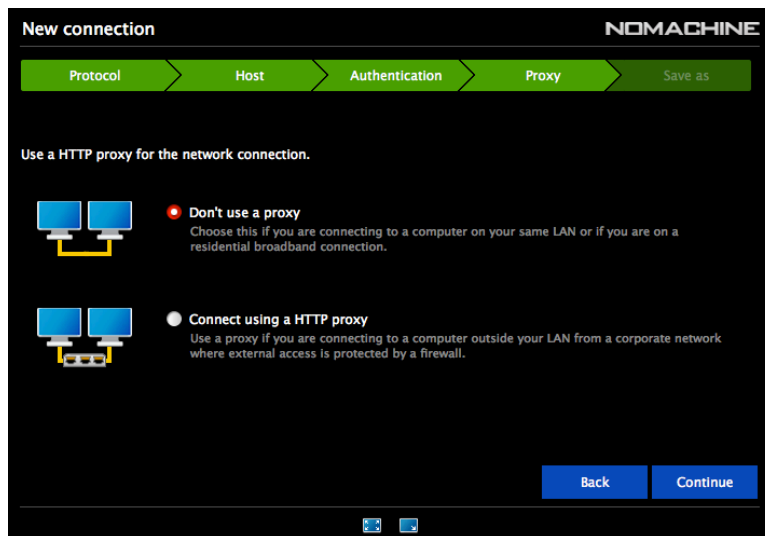 New connection NOMACHINE
Protocol Host Authentication Proxy Save as
Use a HTTP proxy for the network connection.
Don't use a proxy
Choose this if you are connecting to a computer on your same LAN or if you are on a
residential broadband connection.
Connect using a HTTP proxy
Use a proxy if you are connecting to a computer outside your LAN from a corporate network
where external access is protected by a firewall.
Back Continue